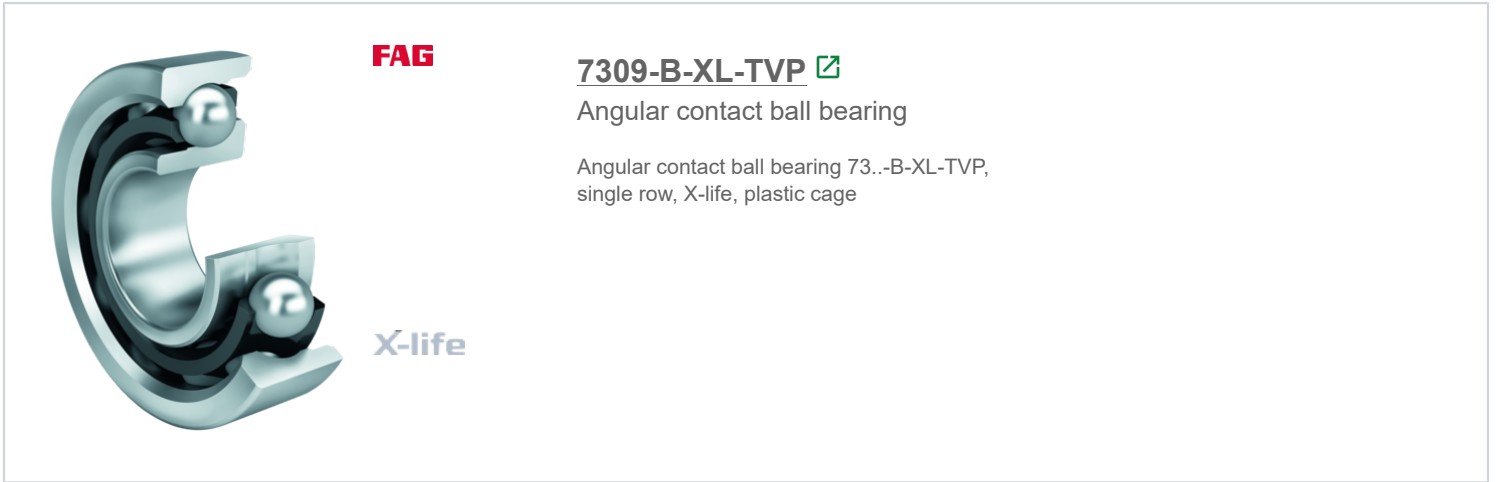 FAG
7309-B-XL-TVP
Angular contact ball bearing
Angular contact ball bearing 73..-B-XL-TVP,
single row, X-life, plastic cage
X-life